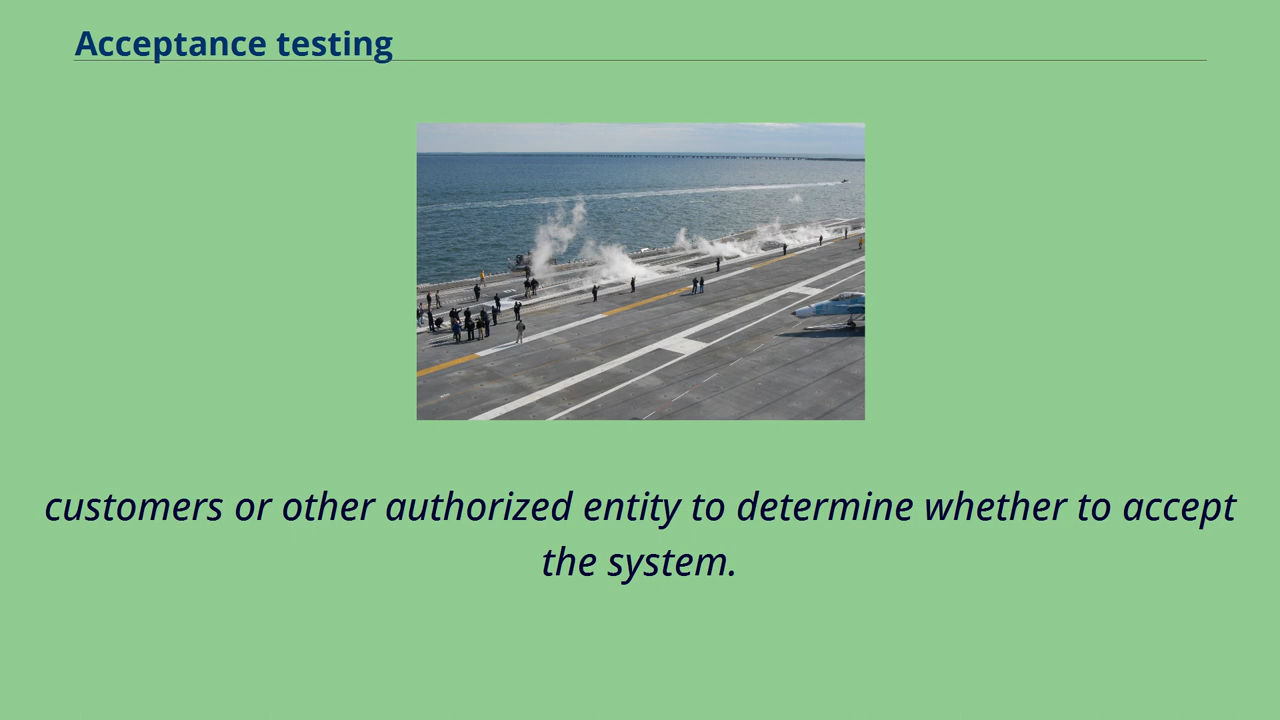 Acceptance testing
customers or other authorized entity to determine whether to accept
the system.